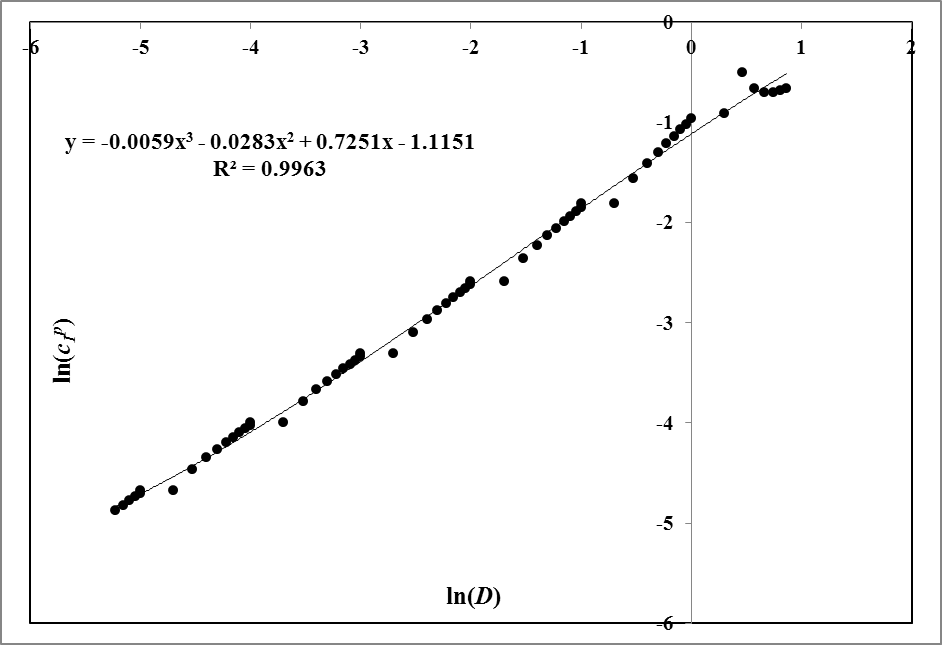 0
-6 -5 -4 -3 -2 -1 0 1 2
y = -0.0059x³ - 0.0283x² + 0.7251x - 1.1151
R² = 0.9963
-1
-2
-3
ln(c₁ᵖ)
-4
-5
ln(D)
-6